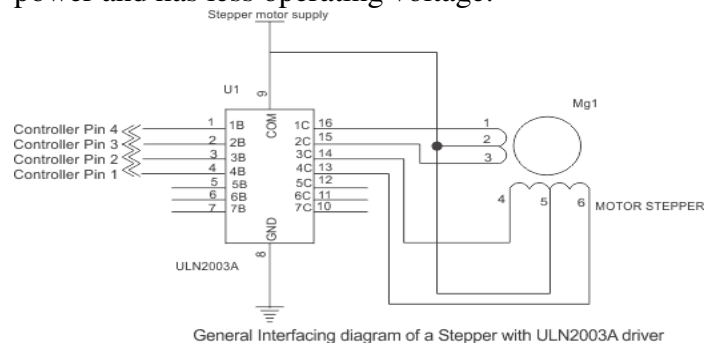 power and has less operating voltage.
Stepper motor supply
U1
9
Mg1
Controller Pin 4
Controller Pin 3
Controller Pin 2
Controller Pin 1
1 1B COM 1C 16 1
2 2B 2C 15 2
3 3B 3C 14 3
4 4B 4C 13
5 5B 5C 12
6 6B 6C 11
7 7B 7C 10
4 5 6 MOTOR STEPPER
GND
8
ULN2003A
General Interfacing diagram of a Stepper with ULN2003A driver